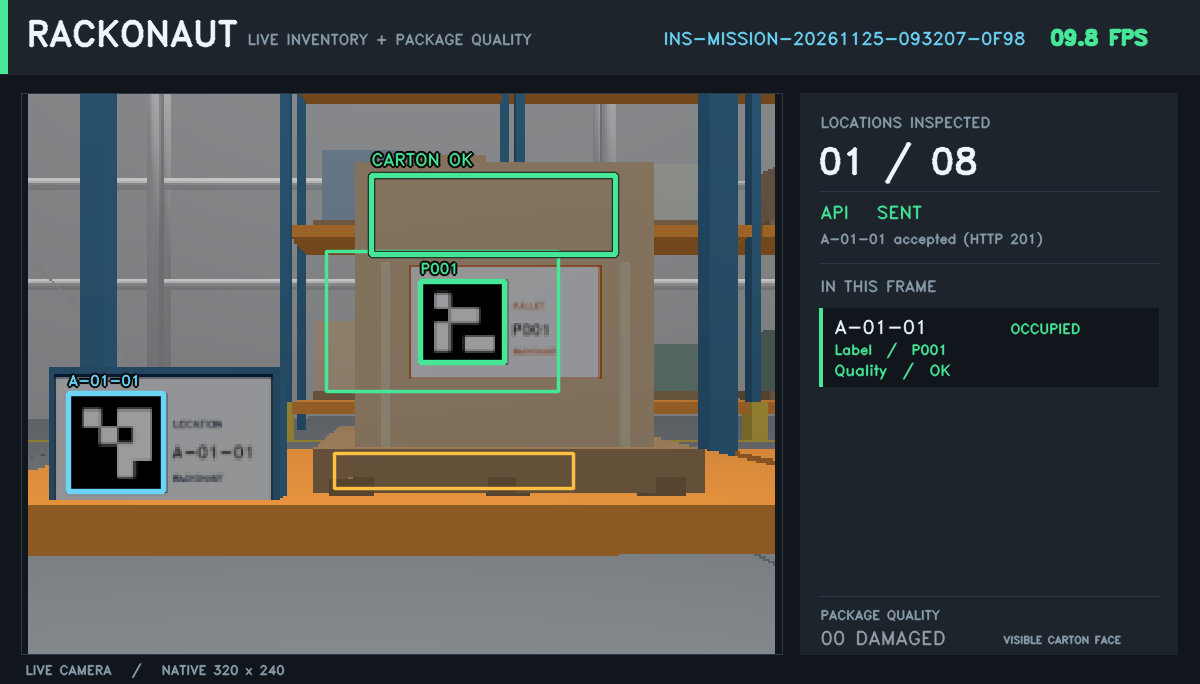 RACKONAUT LIVE INVENTORY + PACKAGE QUALITY
INS-MISSION-20261125-093207-0F98 09.8 FPS
CARTON OK
P001
PALLET
P001
A-01-01
LOCATION
A-01-01
LOCATIONS INSPECTED
01 / 08
API SENT
A-01-01 accepted (HTTP 201)
IN THIS FRAME
A-01-01 OCCUPIED
Label / P001
Quality / OK
PACKAGE QUALITY
00 DAMAGED VISIBLE CARTON FACE
LIVE CAMERA / NATIVE 320 x 240